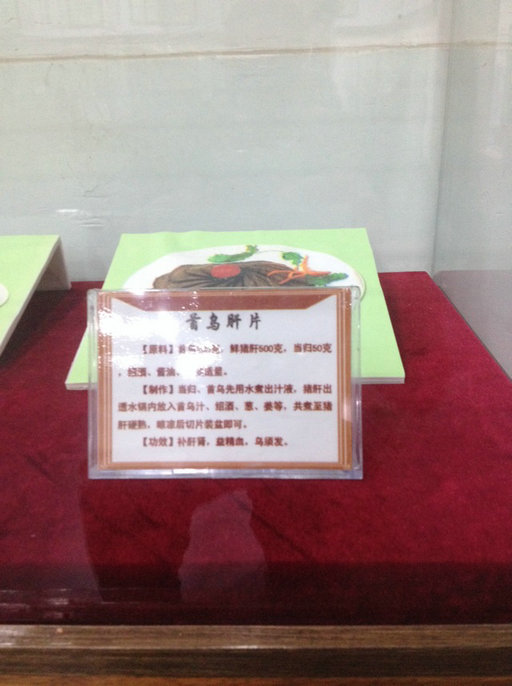 首乌肝片
【原料】首乌 鲜猪肝500克，当归50克
，绍酒、酱油、 适量。
【制作】当归、首乌先用水煮出汁液，猪肝出
透水锅内放入首乌汁、绍酒、葱、姜等，共煮至猪
肝硬熟，晾凉后切片装盆即可。
【功效】补肝肾，益精血，乌须发。